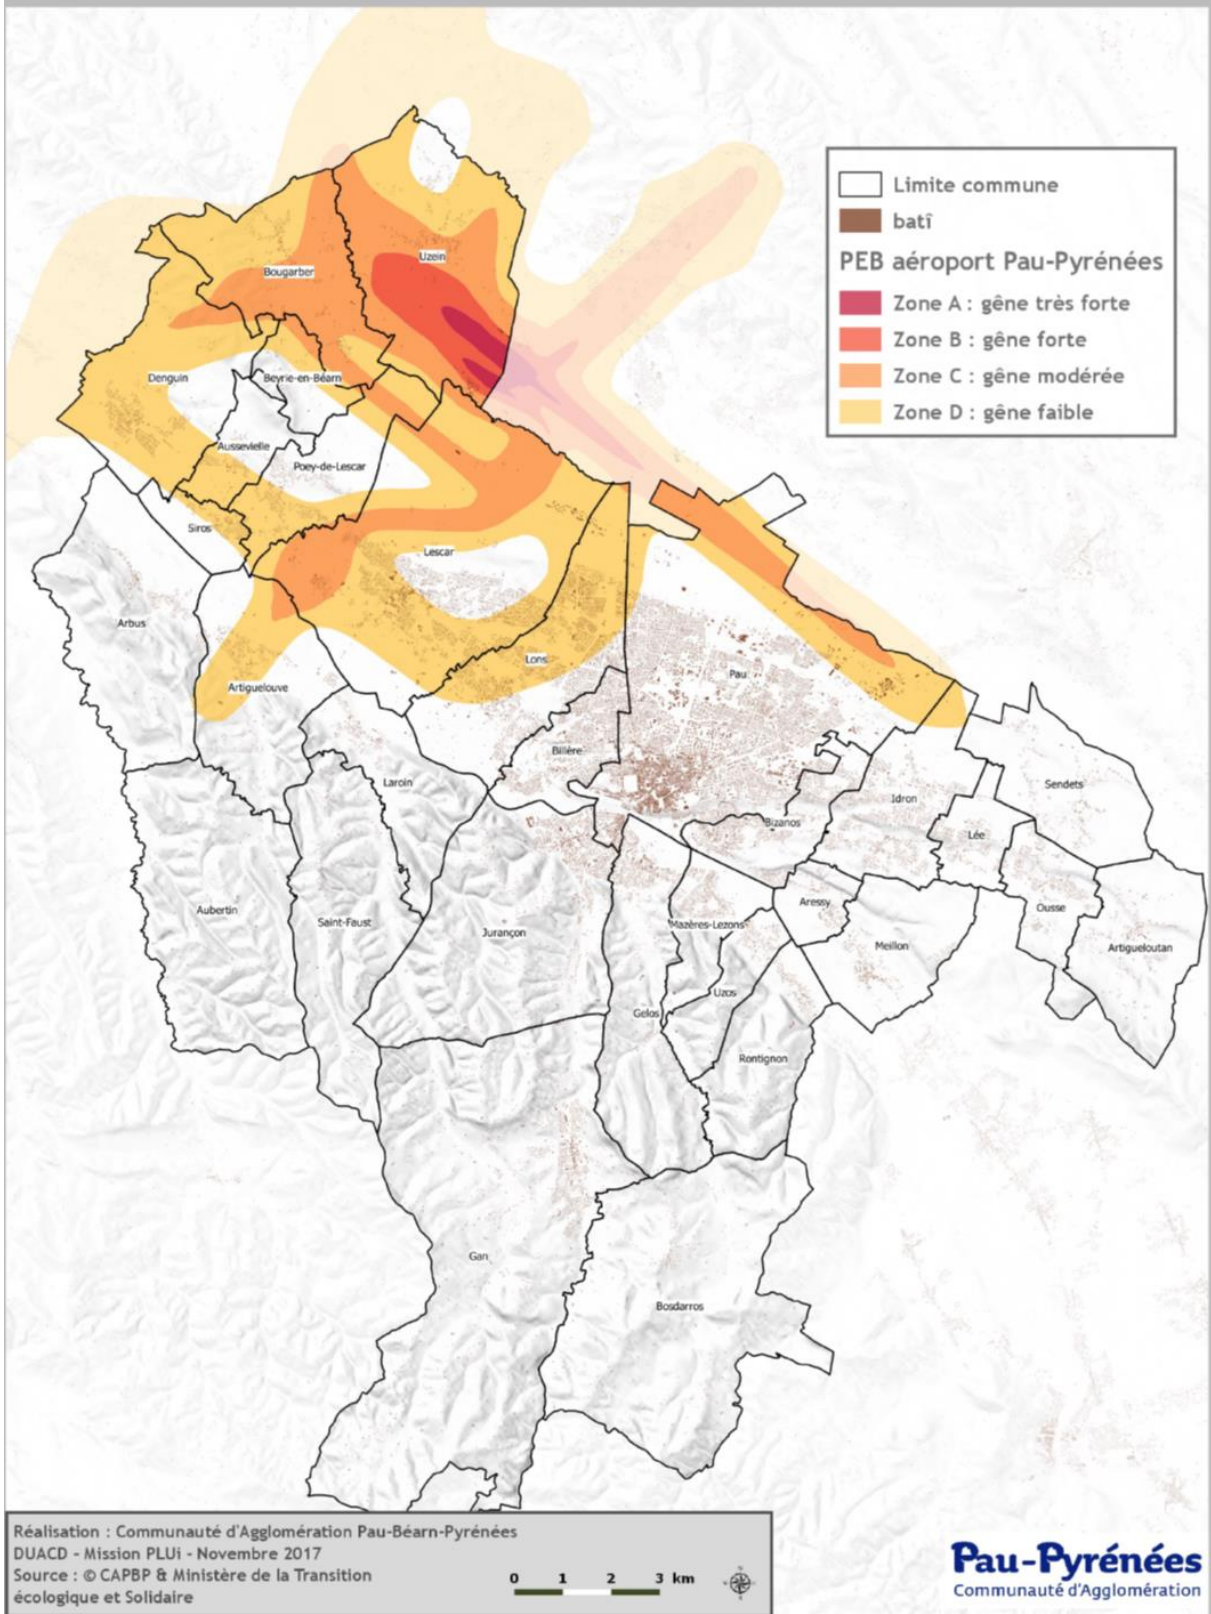 Limite commune
batî
PEB aéroport Pau-Pyrénées
Zone A : gêne très forte
Zone B : gêne forte
Zone C : gêne modérée
Zone D : gêne faible
Uzein
Bougarber
Denguin
Beyrie-en-Béarn
Aussevielle
Poey-de-Lescar
Siros
Lescar
Arbus
Lons
Artiguelouve
Pau
Billère
Laroin
Sendets
Idron
Bizanos
Lée
Aubertin
Saint-Faust
Jurançon
Mazères-Lezons
Aressy
Ousse
Meillon
Artigueloutan
Uzos
Gelos
Rontignon
Gan
Bosdarros
Réalisation : Communauté d'Agglomération Pau-Béarn-Pyrénées
DUACD - Mission PLUi - Novembre 2017
Source : © CAPBP & Ministère de la Transition
écologique et Solidaire
0 1 2 3 km
Pau-Pyrénées
Communauté d'Agglomération